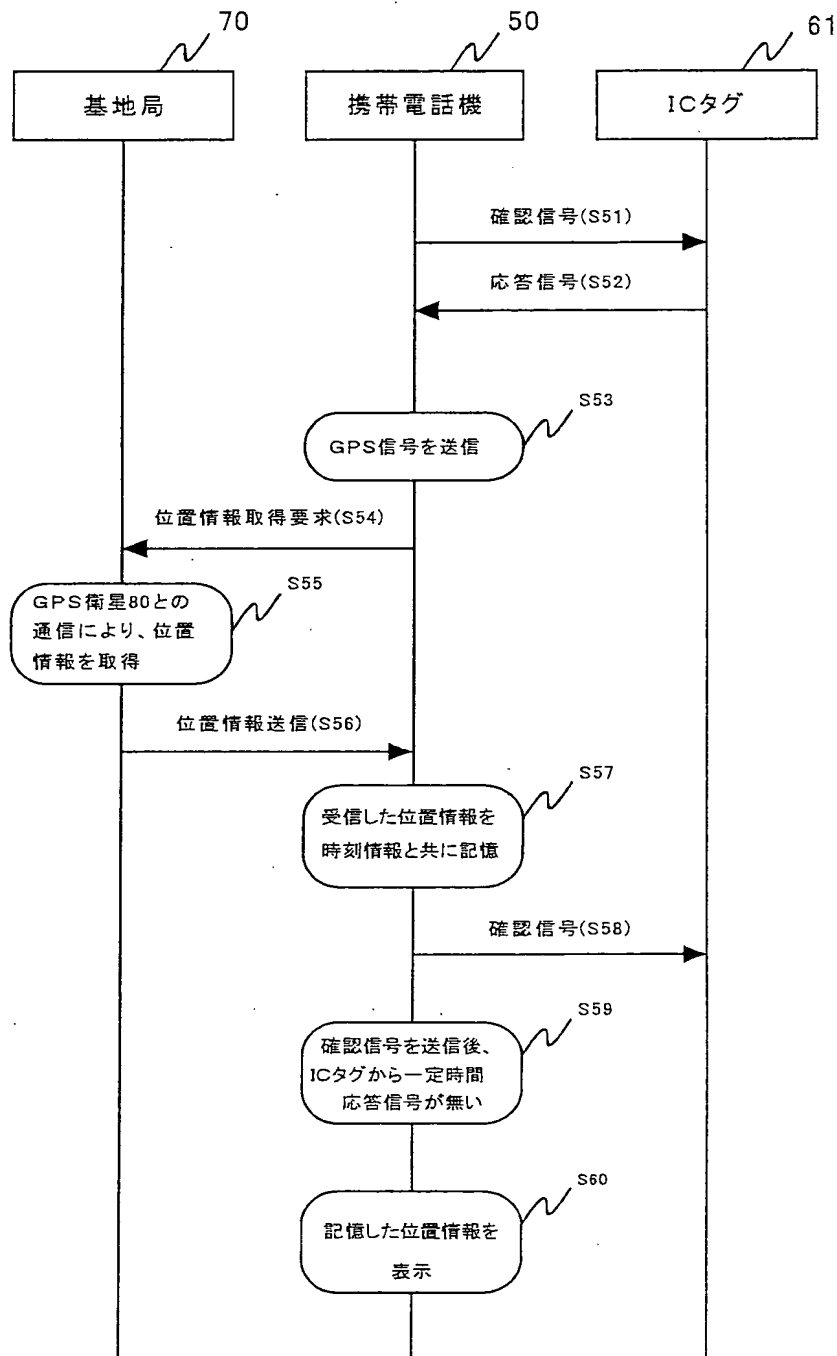 70
50
61
基地局
携帯電話機
ICタグ
確認信号(S51)
応答信号(S52)
S53
GPS信号を送信
位置情報取得要求(S54)
S55
GPS衛星80との
通信により、位置
情報を取得
位置情報送信(S56)
S57
受信した位置情報を
時刻情報と共に記憶
確認信号(S58)
S59
確認信号を送信後、
ICタグから一定時間
応答信号が無い
S60
記憶した位置情報を
表示